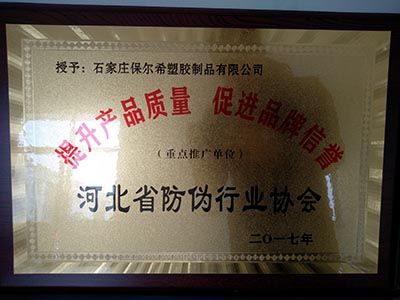 授予：石家庄保尔希塑胶制品有限公司
提升产品质量 促进品牌信誉
（重点推广单位）
河北省防伪行业协会
二〇一七年